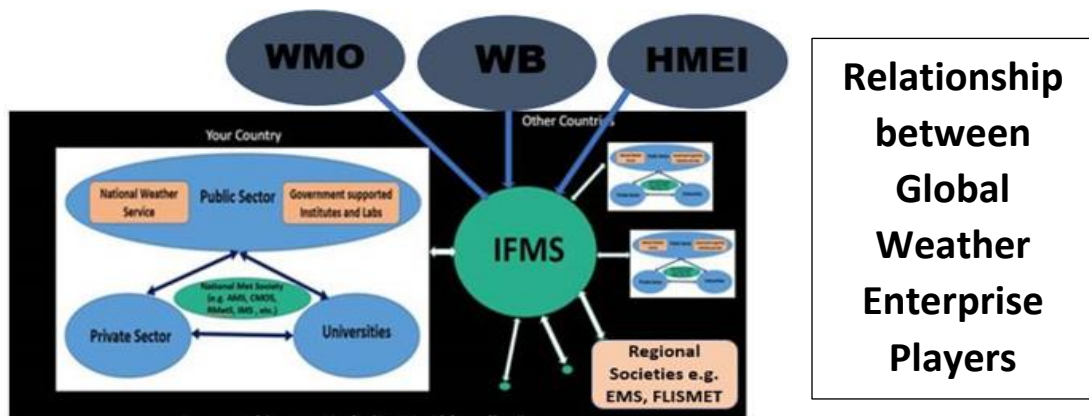 WMO
WB
HMEI
Your Country
Other Countries
National Weather
Service
Public Sector
Government supported
Institutes and Labs
National Met Society
(e.g. AMS, CMOS,
RMetS, IMS , etc.)
Private Sector
Universities
IFMS
Regional
Societies e.g.
EMS, FLISMET
Relationship
between
Global
Weather
Enterprise
Players